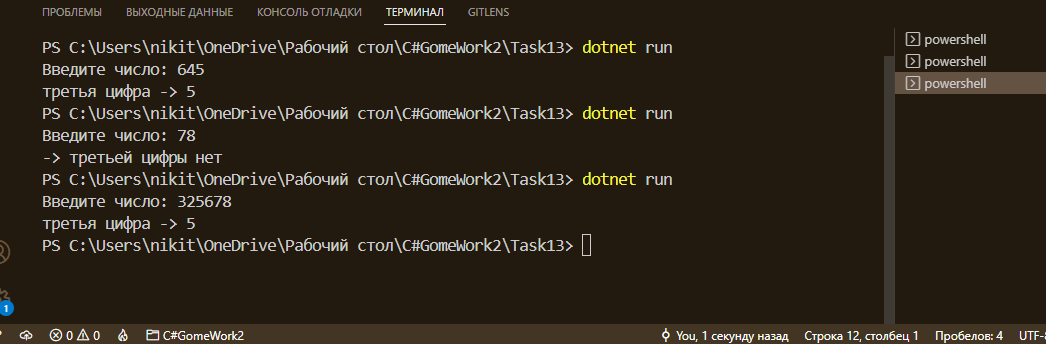 ПРОБЛЕМЫ ВЫХОДНЫЕ ДАННЫЕ КОНСОЛЬ ОТЛАДКИ ТЕРМИНАЛ GITLENS
PS C:\Users\nikit\OneDrive\Рабочий стол\C#GomeWork2\Task13> dotnet run
Введите число: 645
третья цифра -> 5
PS C:\Users\nikit\OneDrive\Рабочий стол\C#GomeWork2\Task13> dotnet run
Введите число: 78
-> третьей цифры нет
PS C:\Users\nikit\OneDrive\Рабочий стол\C#GomeWork2\Task13> dotnet run
Введите число: 325678
третья цифра -> 5
PS C:\Users\nikit\OneDrive\Рабочий стол\C#GomeWork2\Task13>
powershell
powershell
powershell
1
0 0 C#GomeWork2 You, 1 секунду назад Строка 12, столбец 1 Пробелов: 4 UTF-8